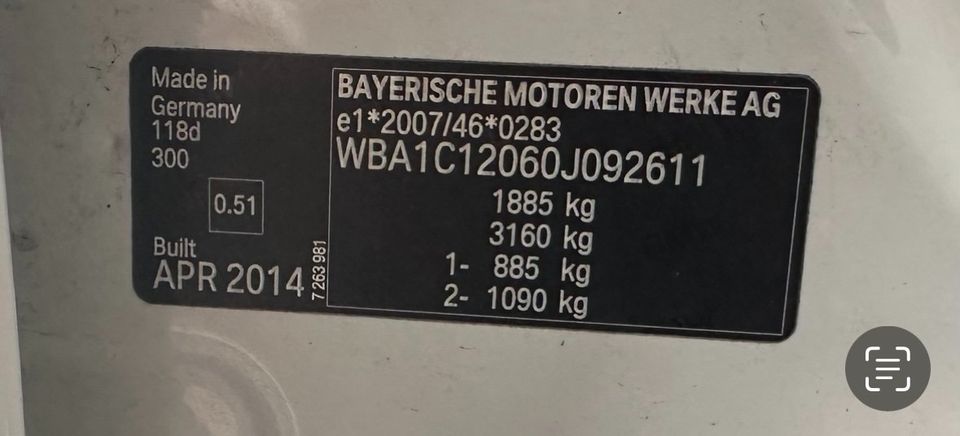 Made in
Germany
118d
300
0.51
Built
APR 2014
7 263 981
BAYERISCHE MOTOREN WERKE AG
e1*2007/46*0283
WBA1C12060J092611
1885 kg
3160 kg
1- 885 kg
2- 1090 kg